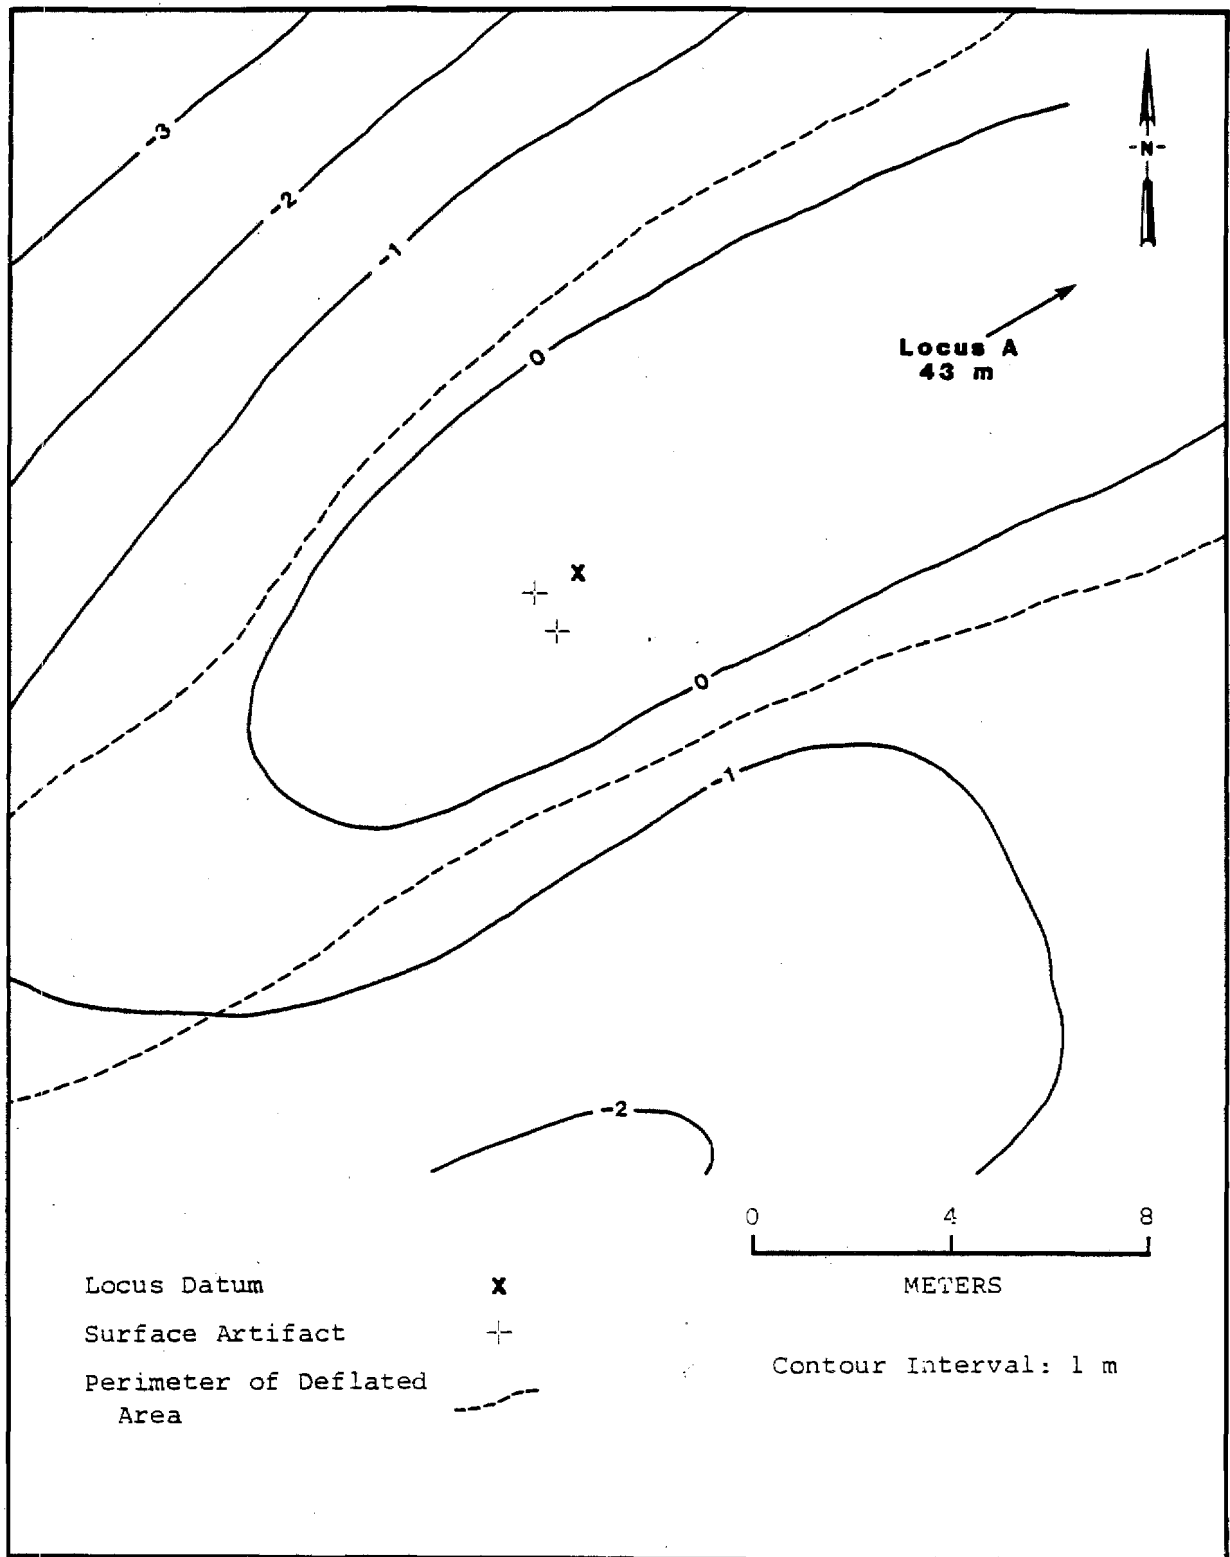 -3
-2
-1
-N-
0
Locus A
43 m
X
0
-1
-2
0 4 8
METERS
Locus Datum X
Surface Artifact
Perimeter of Deflated
Area
Contour Interval: 1 m